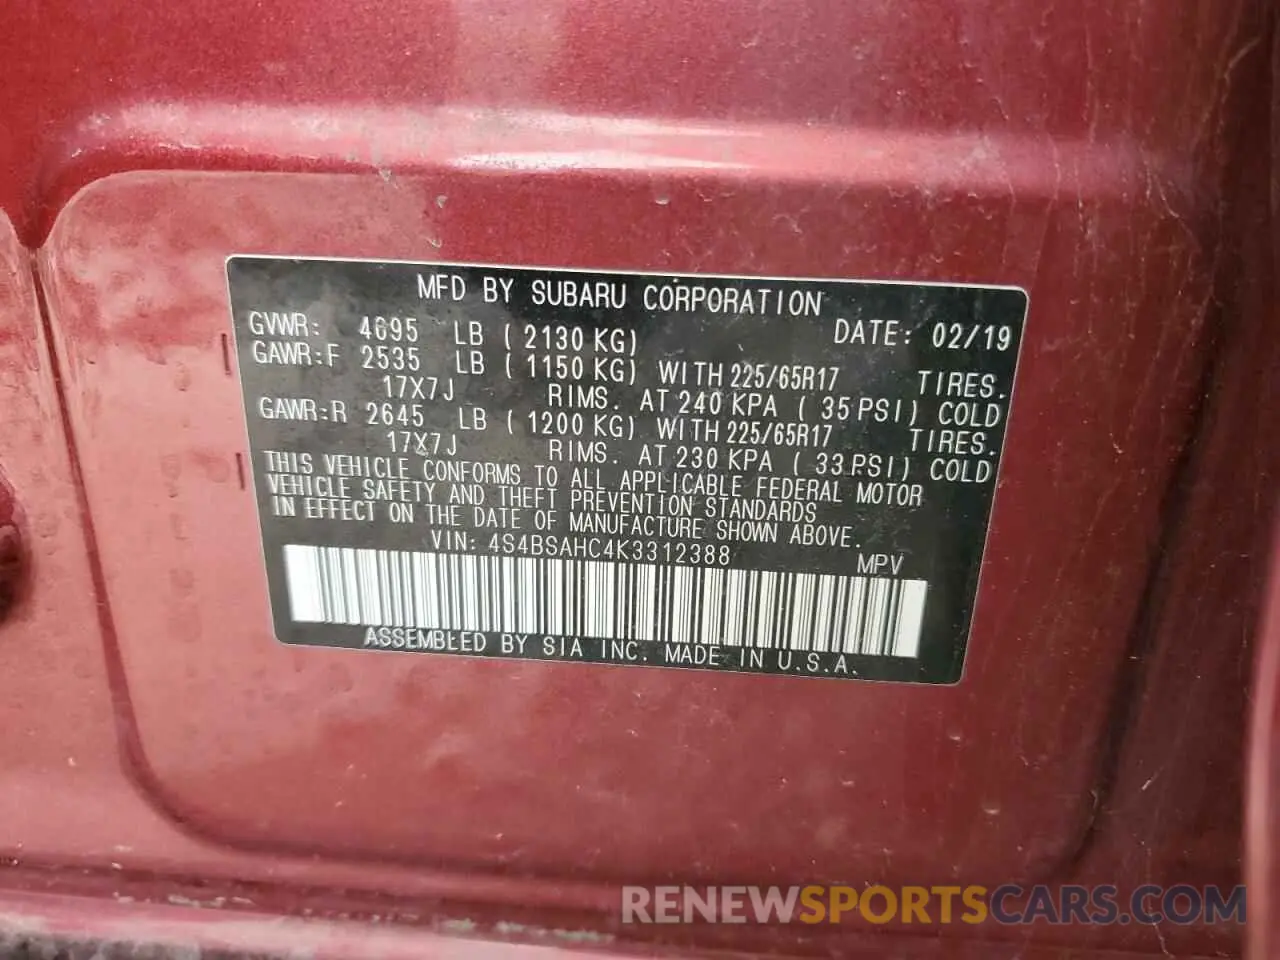 MFD BY SUBARU CORPORATION
GVWR: 4695 LB ( 2130 KG) DATE: 02/19
GAWR:F 2535 LB ( 1150 KG) WITH 225/65R17 TIRES.
17X7J RIMS. AT 240 KPA ( 35 PSI) COLD
GAWR:R 2645 LB ( 1200 KG) WITH 225/65R17 TIRES.
17X7J RIMS. AT 230 KPA ( 33 PSI) COLD
THIS VEHICLE CONFORMS TO ALL APPLICABLE FEDERAL MOTOR
VEHICLE SAFETY AND THEFT PREVENTION STANDARDS
IN EFFECT ON THE DATE OF MANUFACTURE SHOWN ABOVE.
VIN: 4S4BSAHC4K3312388 MPV
ASSEMBLED BY SIA INC. MADE IN U.S.A.
RENEWSPORTSCARS.COM